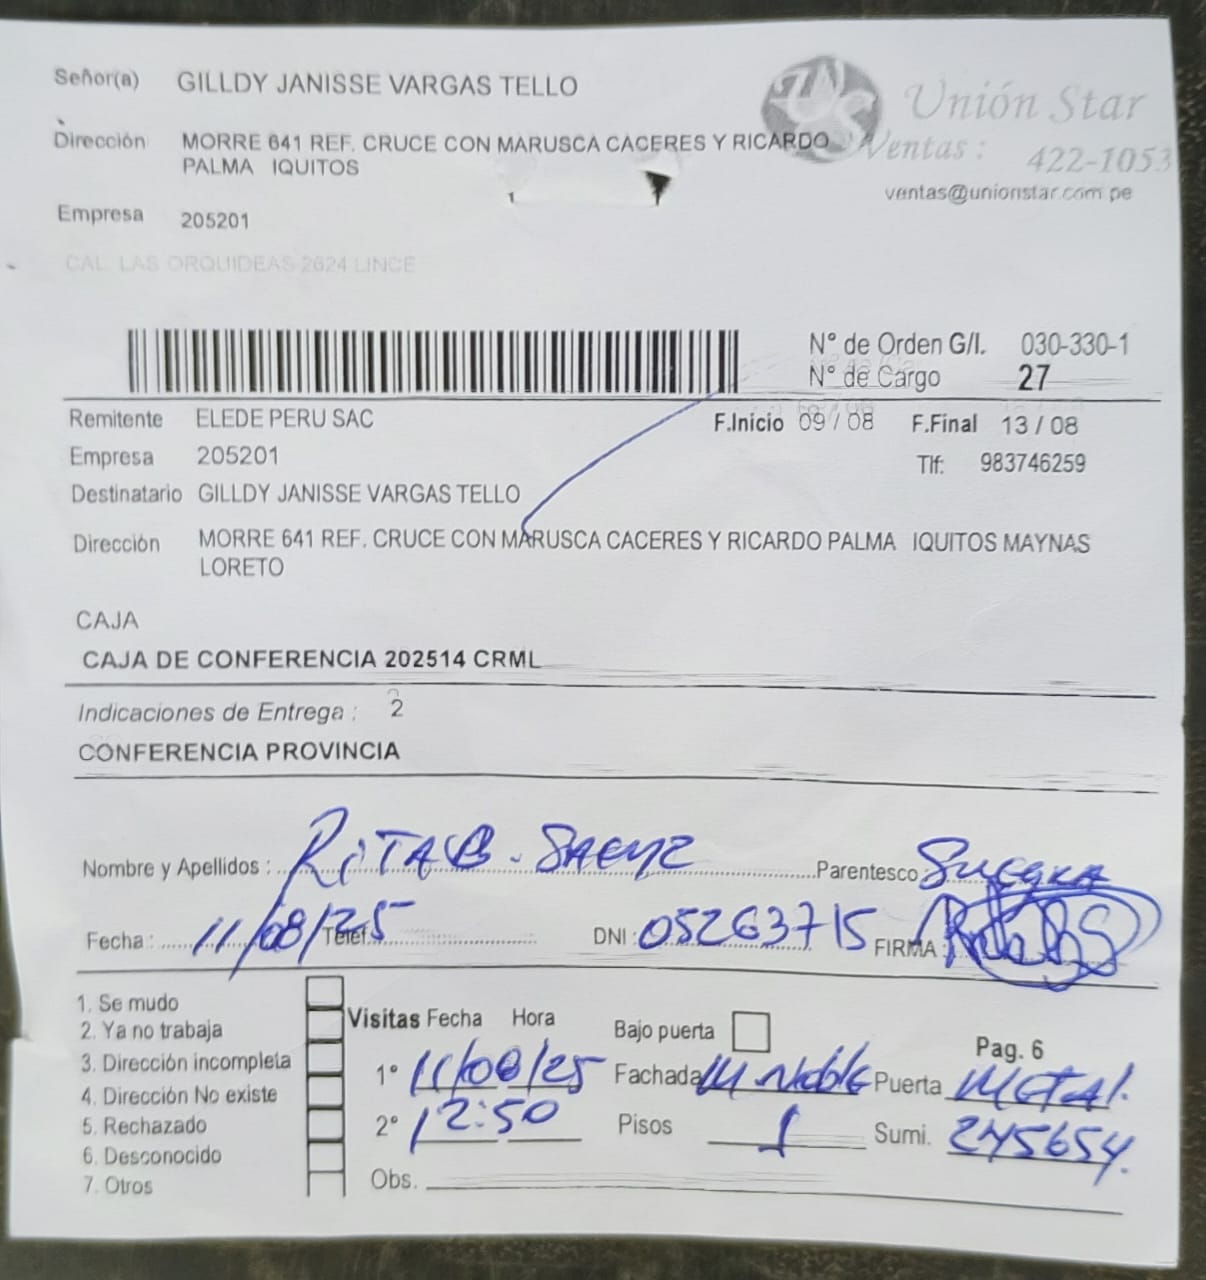 Señor(a) GILLDY JANISSE VARGAS TELLO
Unión Star
Dirección MORRE 641 REF. CRUCE CON MARUSCA CACERES Y RICARDO
PALMA IQUITOS
Ventas : 422-1053
ventas@unionstar.com.pe
Empresa 205201
CAL. LAS ORQUIDEAS 2624 LINCE
N° de Orden G/I. 030-330-1
N° de Cargo 27
Remitente ELEDE PERU SAC F.Inicio 09 / 08 F.Final 13 / 08
Empresa 205201 Tlf: 983746259
Destinatario GILLDY JANISSE VARGAS TELLO
Dirección MORRE 641 REF. CRUCE CON MARUSCA CACERES Y RICARDO PALMA IQUITOS MAYNAS
LORETO
CAJA
CAJA DE CONFERENCIA 202514 CRML
Indicaciones de Entrega : 2
CONFERENCIA PROVINCIA
Nombre y Apellidos : RITA B. SAENZ Parentesco Suegra
Fecha : 11/08/25 Telef. DNI : 05263715 FIRMA :
1. Se mudo
2. Ya no trabaja
3. Dirección incompleta
4. Dirección No existe
5. Rechazado
6. Desconocido
7. Otros
Visitas Fecha Hora Bajo puerta Pag. 6
1° 11/08/25 Fachada M Noble Puerta METAL.
2° 12:50 Pisos 1 Sumi. 245654.
Obs.